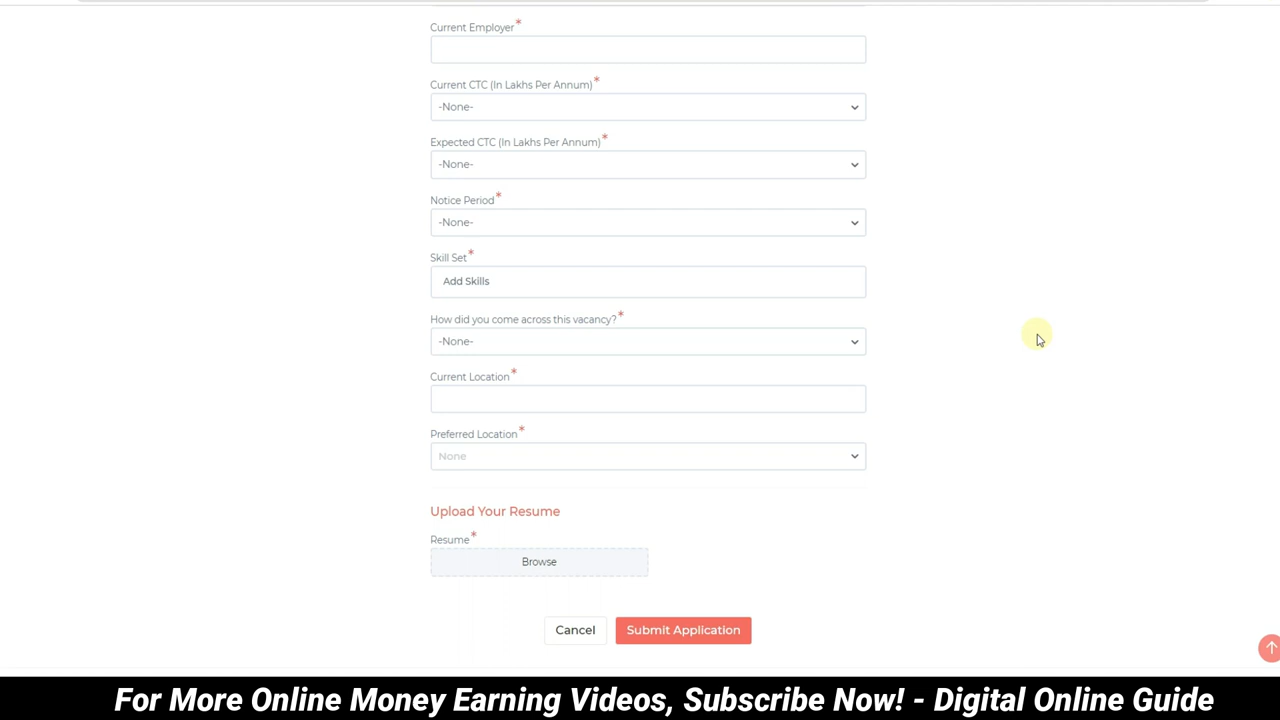 Current Employer*
Current CTC (In Lakhs Per Annum)*
-None-
Expected CTC (In Lakhs Per Annum)*
-None-
Notice Period*
-None-
Skill Set*
Add Skills
How did you come across this vacancy?*
-None-
Current Location*
Preferred Location*
None
Upload Your Resume
Resume*
Browse
Cancel Submit Application
For More Online Money Earning Videos, Subscribe Now! - Digital Online Guide